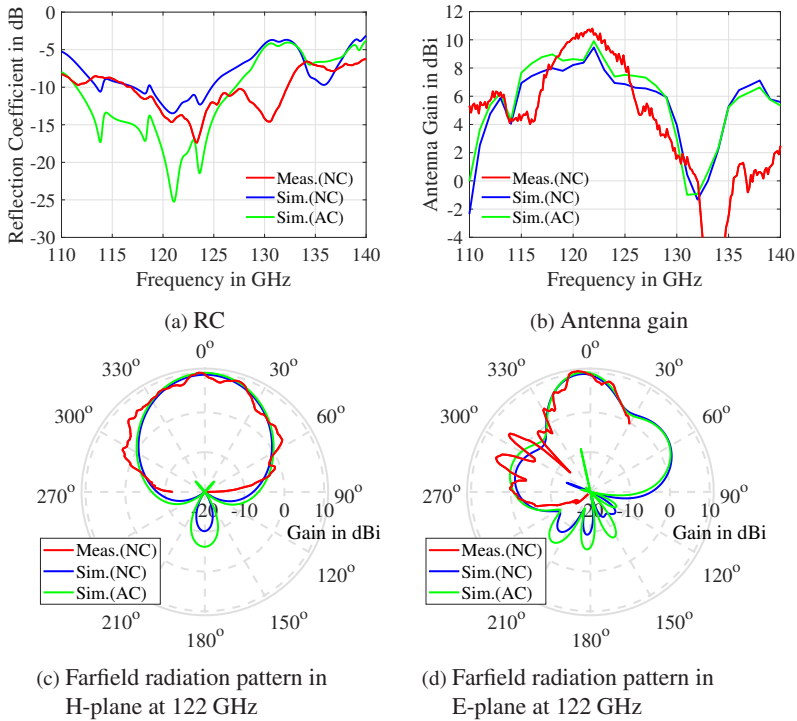 Reflection Coefficient in dB
0
-5
-10
-15
-20
-25
-30
Meas.(NC)
Sim.(NC)
Sim.(AC)
110 115 120 125 130 135 140
Frequency in GHz
(a) RC
Antenna Gain in dBi
12
10
8
6
4
2
0
-2
-4
Meas.(NC)
Sim.(NC)
Sim.(AC)
110 115 120 125 130 135 140
Frequency in GHz
(b) Antenna gain
0°
30°
60°
90°
120°
150°
180°
210°
270°
300°
330°
-20 -10 0
Gain in dBi
Meas.(NC)
Sim.(NC)
Sim.(AC)
(c) Farfield radiation pattern in
H-plane at 122 GHz
0°
30°
60°
90°
120°
150°
180°
210°
270°
300°
330°
-20 -10 0
Gain in dBi
Meas.(NC)
Sim.(NC)
Sim.(AC)
(d) Farfield radiation pattern in
E-plane at 122 GHz